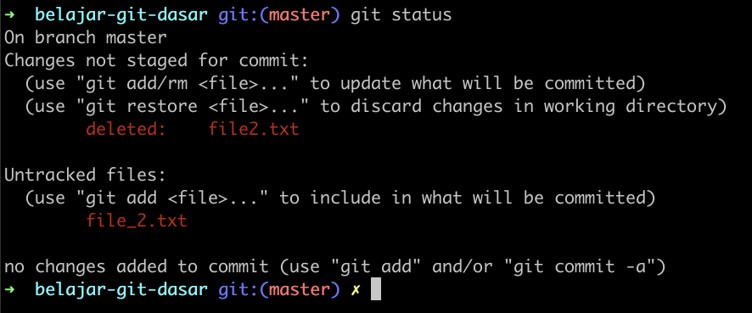 ➜  belajar-git-dasar git:(master) git status
On branch master
Changes not staged for commit:
  (use "git add/rm <file>..." to update what will be committed)
  (use "git restore <file>..." to discard changes in working directory)
        deleted:    file2.txt

Untracked files:
  (use "git add <file>..." to include in what will be committed)
        file_2.txt

no changes added to commit (use "git add" and/or "git commit -a")
➜  belajar-git-dasar git:(master) ✗